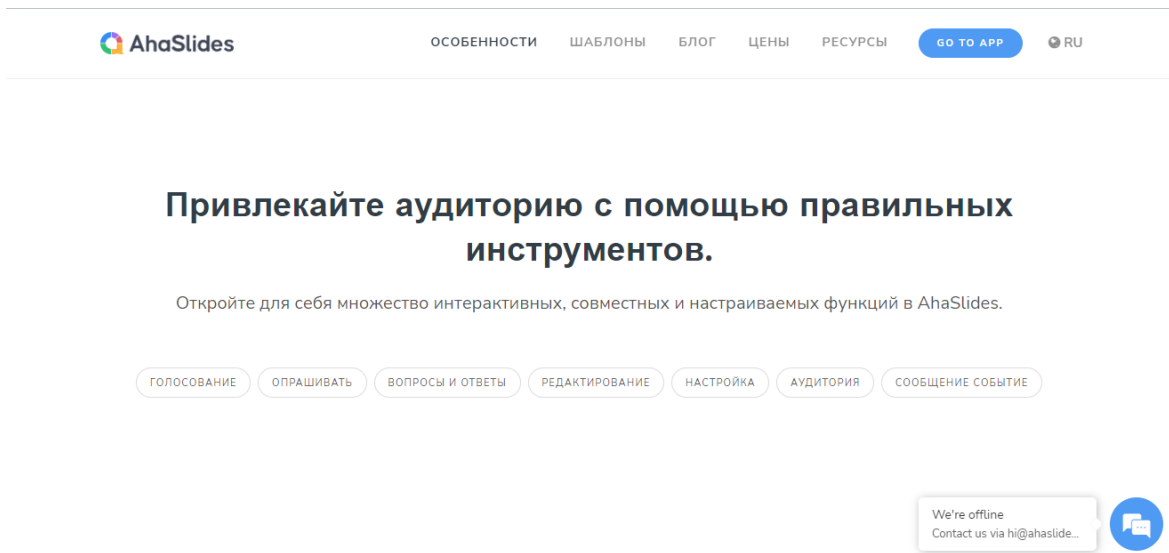 AhaSlides
ОСОБЕННОСТИ ШАБЛОНЫ БЛОГ ЦЕНЫ РЕСУРСЫ GO TO APP RU
Привлекайте аудиторию с помощью правильных
инструментов.
Откройте для себя множество интерактивных, совместных и настраиваемых функций в AhaSlides.
ГОЛОСОВАНИЕ ОПРАШИВАТЬ ВОПРОСЫ И ОТВЕТЫ РЕДАКТИРОВАНИЕ НАСТРОЙКА АУДИТОРИЯ СООБЩЕНИЕ СОБЫТИЕ
We're offline
Contact us via hi@ahaslide...